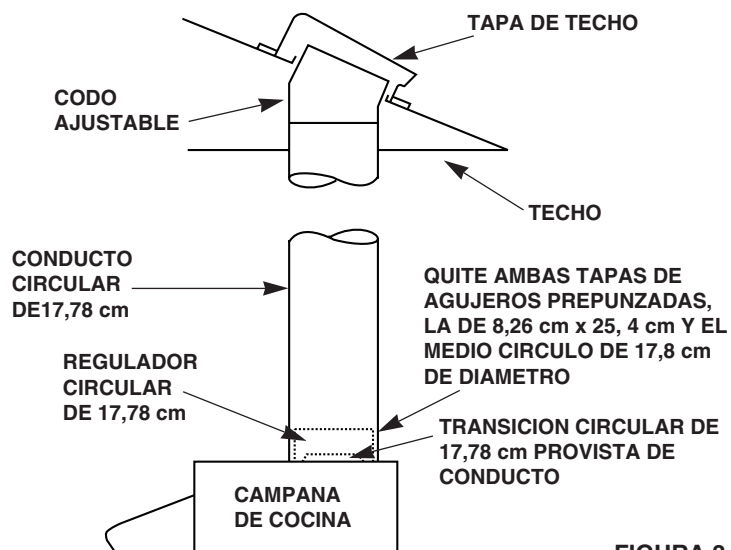 TAPA DE TECHO
CODO
AJUSTABLE
TECHO
CONDUCTO
CIRCULAR
DE17,78 cm
QUITE AMBAS TAPAS DE
AGUJEROS PREPUNZADAS,
LA DE 8,26 cm x 25, 4 cm Y EL
MEDIO CIRCULO DE 17,8 cm
DE DIAMETRO
REGULADOR
CIRCULAR
DE 17,78 cm
TRANSICION CIRCULAR DE
17,78 cm PROVISTA DE
CONDUCTO
CAMPANA
DE COCINA